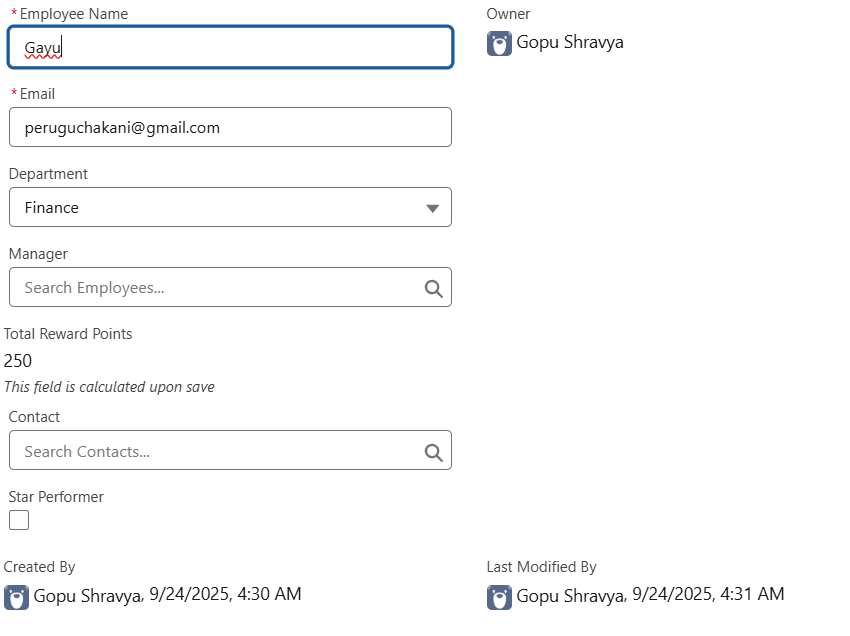 *Employee Name
Gayu
*Email
peruguchakani@gmail.com
Department
Finance
Manager
Search Employees...
Total Reward Points
250
This field is calculated upon save
Contact
Search Contacts...
Star Performer
Created By
Gopu Shravya, 9/24/2025, 4:30 AM
Owner
Gopu Shravya
Last Modified By
Gopu Shravya, 9/24/2025, 4:31 AM